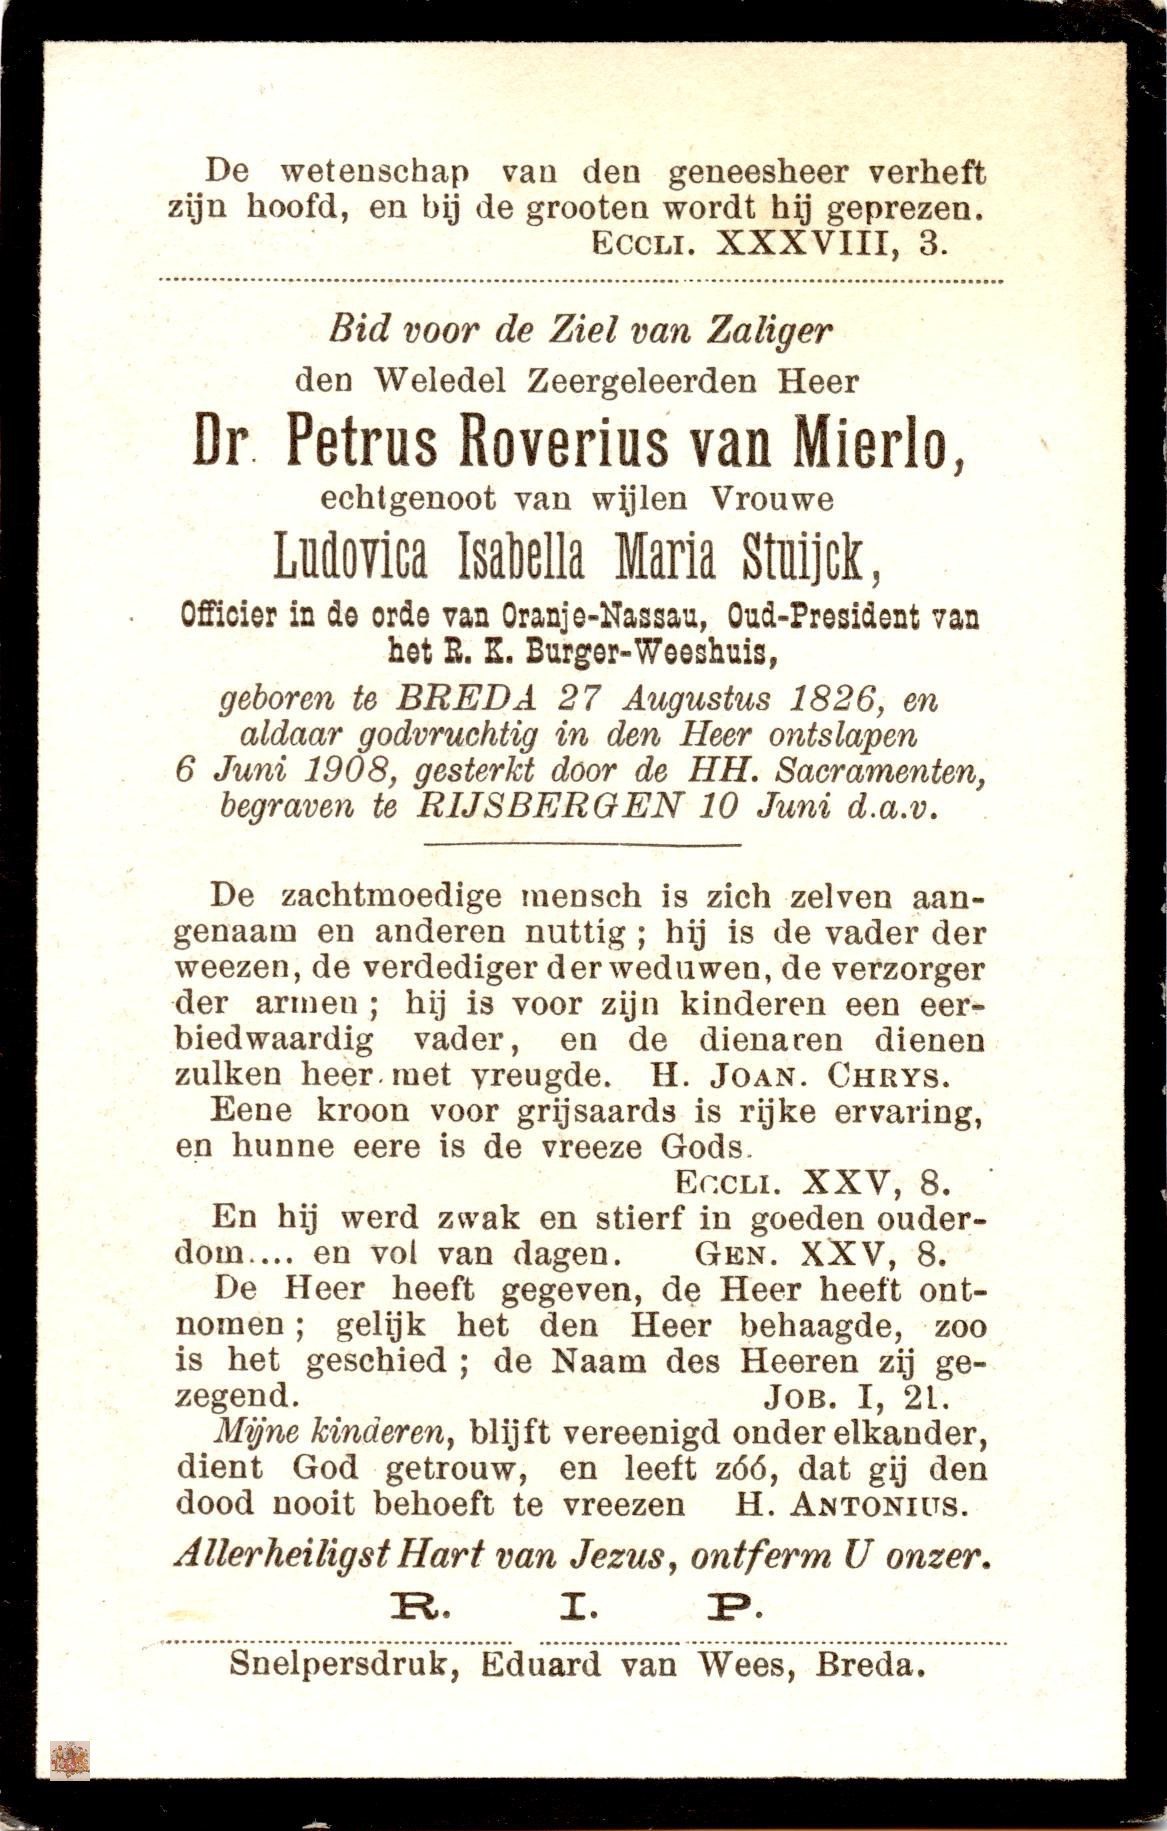 De wetenschap van den geneesheer verheft
zijn hoofd, en bij de grooten wordt hij geprezen.
ECCLI. XXXVIII, 3.
Bid voor de Ziel van Zaliger
den Weledel Zeergeleerden Heer
Dr. Petrus Roverius van Mierlo,
echtgenoot van wijlen Vrouwe
Ludovica Isabella Maria Stuijck,
Officier in de orde van Oranje-Nassau, Oud-President van
het R. K. Burger-Weeshuis,
geboren te BREDA 27 Augustus 1826, en
aldaar godvruchtig in den Heer ontslapen
6 Juni 1908, gesterkt door de HH. Sacramenten,
begraven te RIJSBERGEN 10 Juni d.a.v.
De zachtmoedige mensch is zich zelven aan-
genaam en anderen nuttig ; hij is de vader der
weezen, de verdediger der weduwen, de verzorger
der armen ; hij is voor zijn kinderen een eer-
biedwaardig vader, en de dienaren dienen
zulken heer met vreugde. H. JOAN. CHRYS.
Eene kroon voor grijsaards is rijke ervaring,
en hunne eere is de vreeze Gods.
ECCLI. XXV, 8.
En hij werd zwak en stierf in goeden ouder-
dom.... en vol van dagen. GEN. XXV, 8.
De Heer heeft gegeven, de Heer heeft ont-
nomen ; gelijk het den Heer behaagde, zoo
is het geschied ; de Naam des Heeren zij ge-
zegend. JOB. I, 21.
Mijne kinderen, blijft vereenigd onder elkander,
dient God getrouw, en leeft zóó, dat gij den
dood nooit behoeft te vreezen H. ANTONIUS.
Allerheiligst Hart van Jezus, ontferm U onzer.
R. I. P.
Snelpersdruk, Eduard van Wees, Breda.